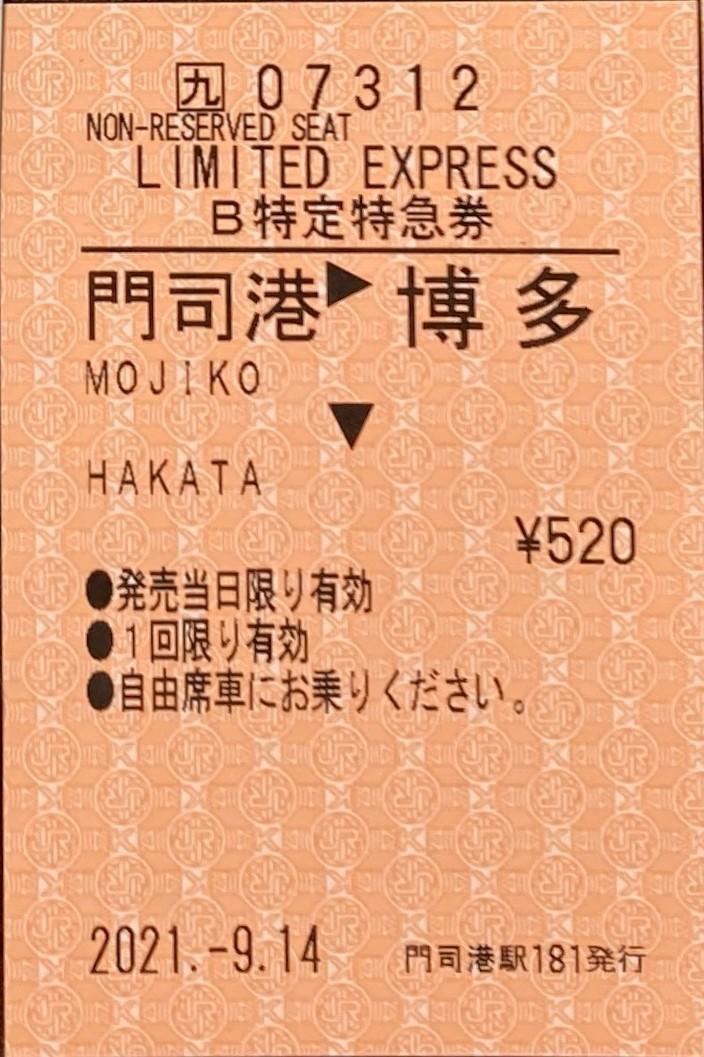 九 07312
NON-RESERVED SEAT
LIMITED EXPRESS
B特定特急券
門司港▶博多
MOJIKO
▼
HAKATA
¥520
●発売当日限り有効
●1回限り有効
●自由席車にお乗りください。
2021.-9.14 門司港駅181発行